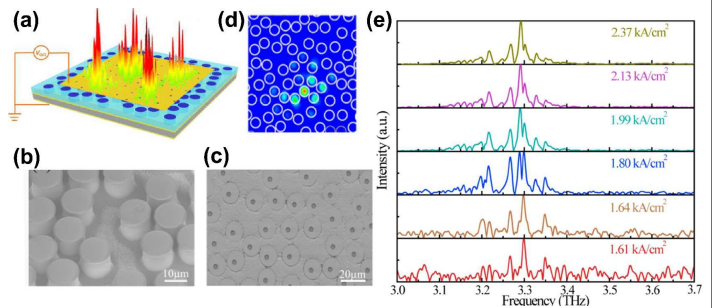 (a)
(d)
(e)
(b)
(c)
10μm
20μm
Intensity (a.u.)
2.37 kA/cm²
2.13 kA/cm²
1.99 kA/cm²
1.80 kA/cm²
1.64 kA/cm²
1.61 kA/cm²
3.0 3.1 3.2 3.3 3.4 3.5 3.6 3.7
Frequency (THz)